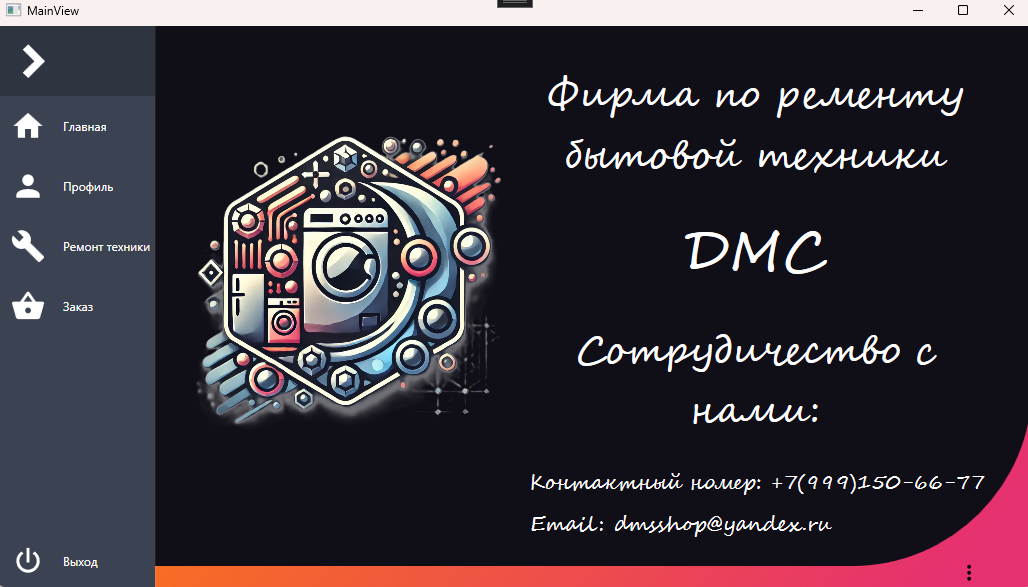 MainView
Главная
Профиль
Ремонт техники
Заказ
Выход
Фирма по ременту
бытовой техники
DMC
Сотрудичество с
нами:
Контактный номер: +7(999)150-66-77
Email: dmsshop@yandex.ru